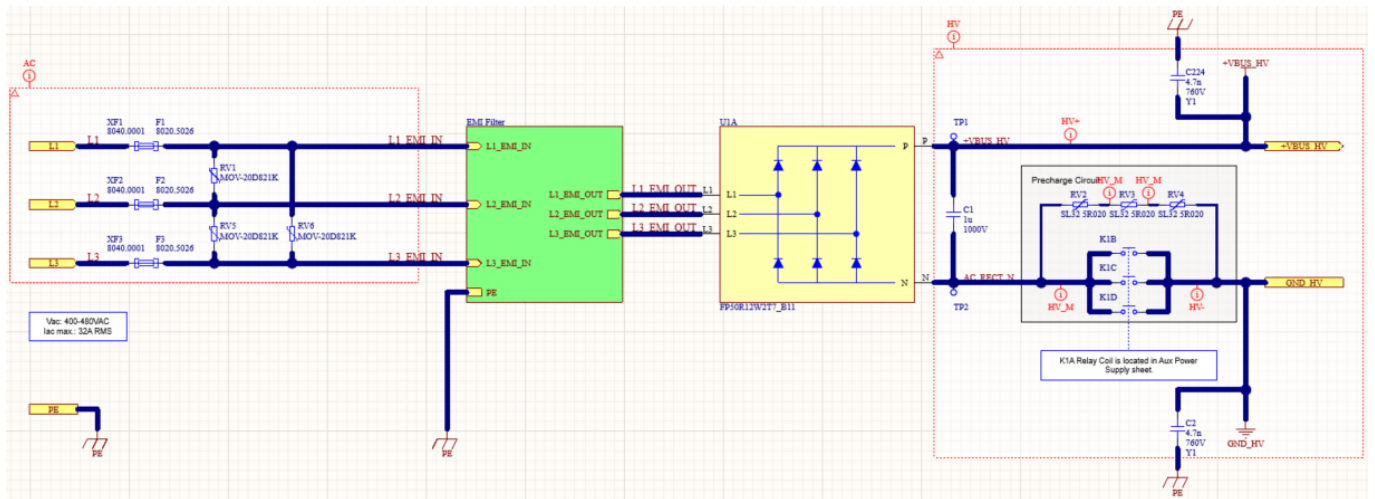 AC
XF1 F1
8040.0001 8020.5026
L1 L1 L1_EMI_IN
RV1
MOV-20D821K
XF2 F2
8040.0001 8020.5026
L2 L2 L2_EMI_IN
RV5
MOV-20D821K
RV6
MOV-20D821K
XF3 F3
8040.0001 8020.5026
L3 L3 L3_EMI_IN
Vac: 400-480VAC
Iac max.: 32A RMS
PE
PE
EMI Filter
L1_EMI_IN
L2_EMI_IN
L3_EMI_IN
PE
L1_EMI_OUT
L2_EMI_OUT
L3_EMI_OUT
PE
L1_EMI_OUT
L2_EMI_OUT
L3_EMI_OUT
U1A
L1
L2
L3
L1
L2
L3
P
N
P
N
FP50R12W2T7_B11
HV
PE
C224
4.7n
760V
Y1
+VBUS_HV
TP1
HV+
+VBUS_HV
+VBUS_HV
C1
1u
1000V
Precharge Circuit
HV_M HV_M
RV2 RV3 RV4
SL32 5R020 SL32 5R020 SL32 5R020
K1B
K1C
K1D
AC_RECT_N
TP2
HV_M
HV-
GND_HV
K1A Relay Coil is located in Aux Power
Supply sheet.
C2
4.7n
760V
Y1
GND_HV
PE